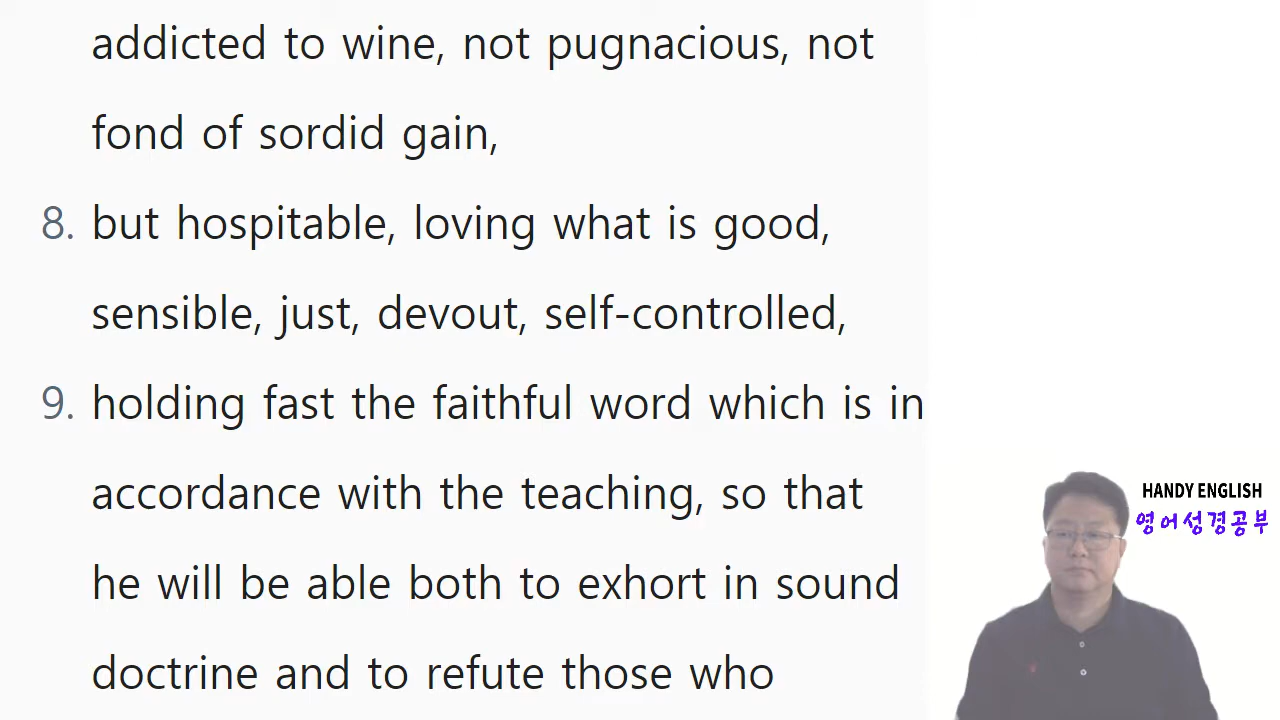 addicted to wine, not pugnacious, not
fond of sordid gain,
8. but hospitable, loving what is good,
sensible, just, devout, self-controlled,
9. holding fast the faithful word which is in
accordance with the teaching, so that
he will be able both to exhort in sound
doctrine and to refute those who
HANDY ENGLISH
영어성경공부